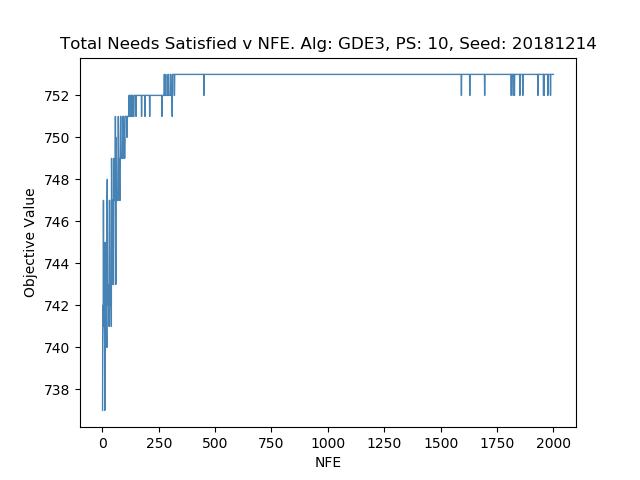 Total Needs Satisfied v NFE. Alg: GDE3, PS: 10, Seed: 20181214
752
750
748
746
744
742
740
738
Objective Value
0 250 500 750 1000 1250 1500 1750 2000
NFE